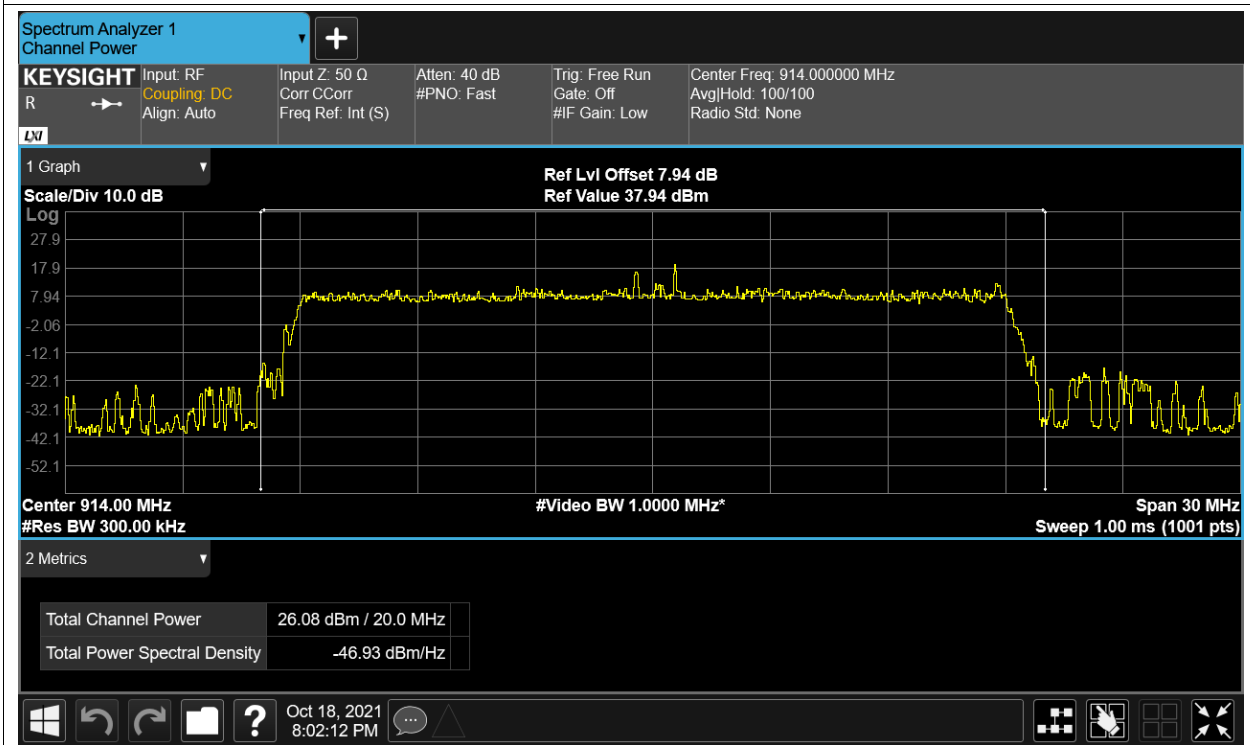 Spectrum Analyzer 1
Channel Power
KEYSIGHT
R
LXI
Input: RF
Coupling: DC
Align: Auto
Input Z: 50 Ω
Corr CCorr
Freq Ref: Int (S)
Atten: 40 dB
#PNO: Fast
Trig: Free Run
Gate: Off
#IF Gain: Low
Center Freq: 914.000000 MHz
Avg|Hold: 100/100
Radio Std: None
1 Graph
Scale/Div 10.0 dB
Ref Lvl Offset 7.94 dB
Ref Value 37.94 dBm
Log
27.9
17.9
7.94
-2.06
-12.1
-22.1
-32.1
-42.1
-52.1
Center 914.00 MHz
#Res BW 300.00 kHz
#Video BW 1.0000 MHz*
Span 30 MHz
Sweep 1.00 ms (1001 pts)
2 Metrics
Total Channel Power 26.08 dBm / 20.0 MHz
Total Power Spectral Density -46.93 dBm/Hz
?
Oct 18, 2021
8:02:12 PM